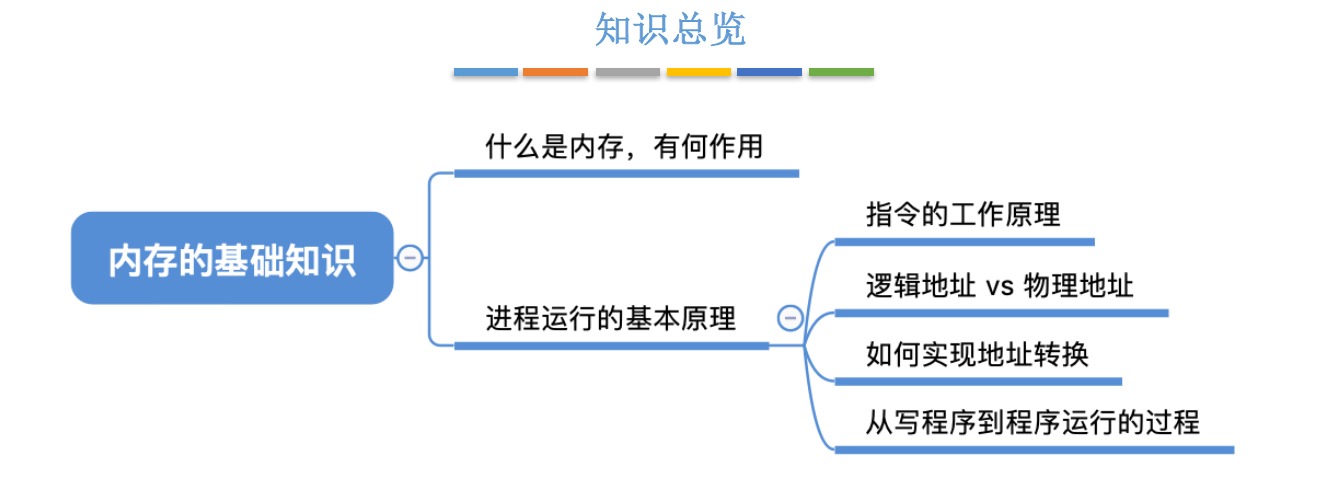 知识总览
什么是内存，有何作用
指令的工作原理
内存的基础知识
逻辑地址 vs 物理地址
进程运行的基本原理
如何实现地址转换
从写程序到程序运行的过程